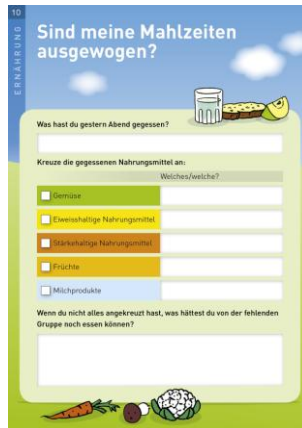 10
ERNÄHRUNG
Sind meine Mahlzeiten
ausgewogen?
Was hast du gestern Abend gegessen?
Kreuze die gegessenen Nahrungsmittel an:
Welches/welche?
Gemüse
Eiweisshaltige Nahrungsmittel
Stärkehaltige Nahrungsmittel
Früchte
Milchprodukte
Wenn du nicht alles angekreuzt hast, was hättest du von der fehlenden
Gruppe noch essen können?